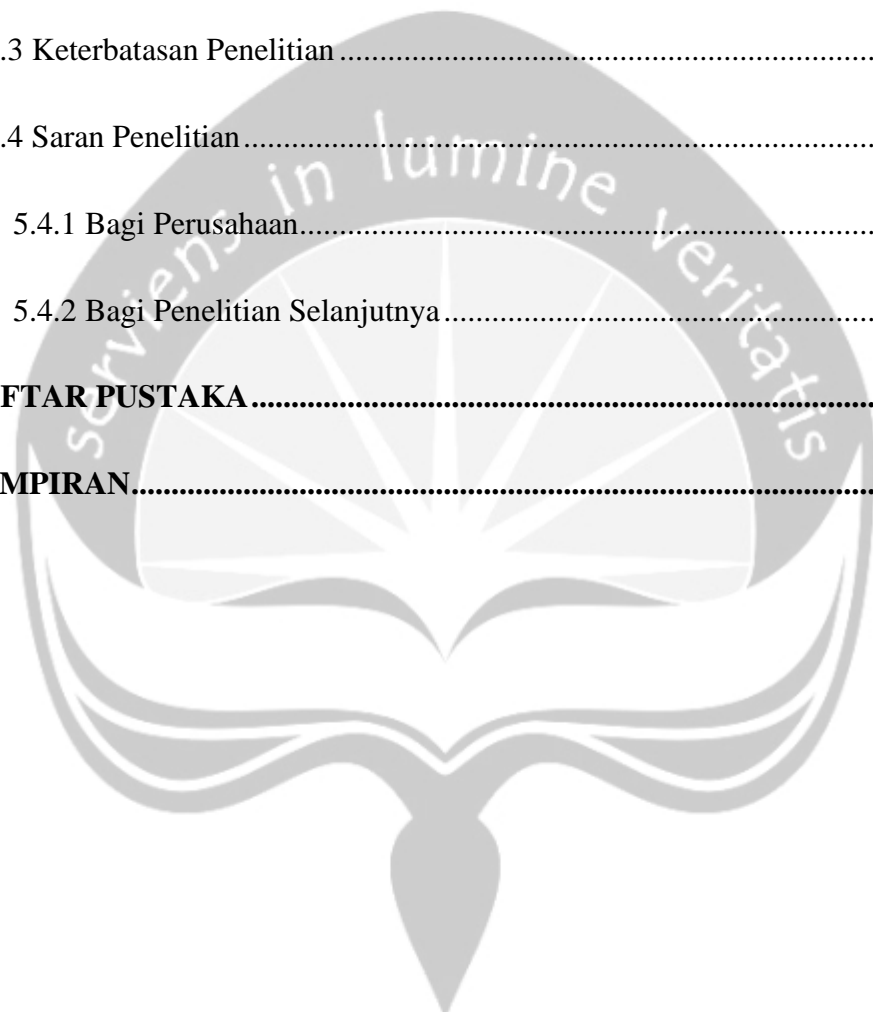 .3 Keterbatasan Penelitian ....................................................................
.4 Saran Penelitian ................................................................................
5.4.1 Bagi Perusahaan .........................................................................
5.4.2 Bagi Penelitian Selanjutnya .......................................................
FTAR PUSTAKA ...............................................................................
MPIRAN ..............................................................................................
serviens in lumine veritatis